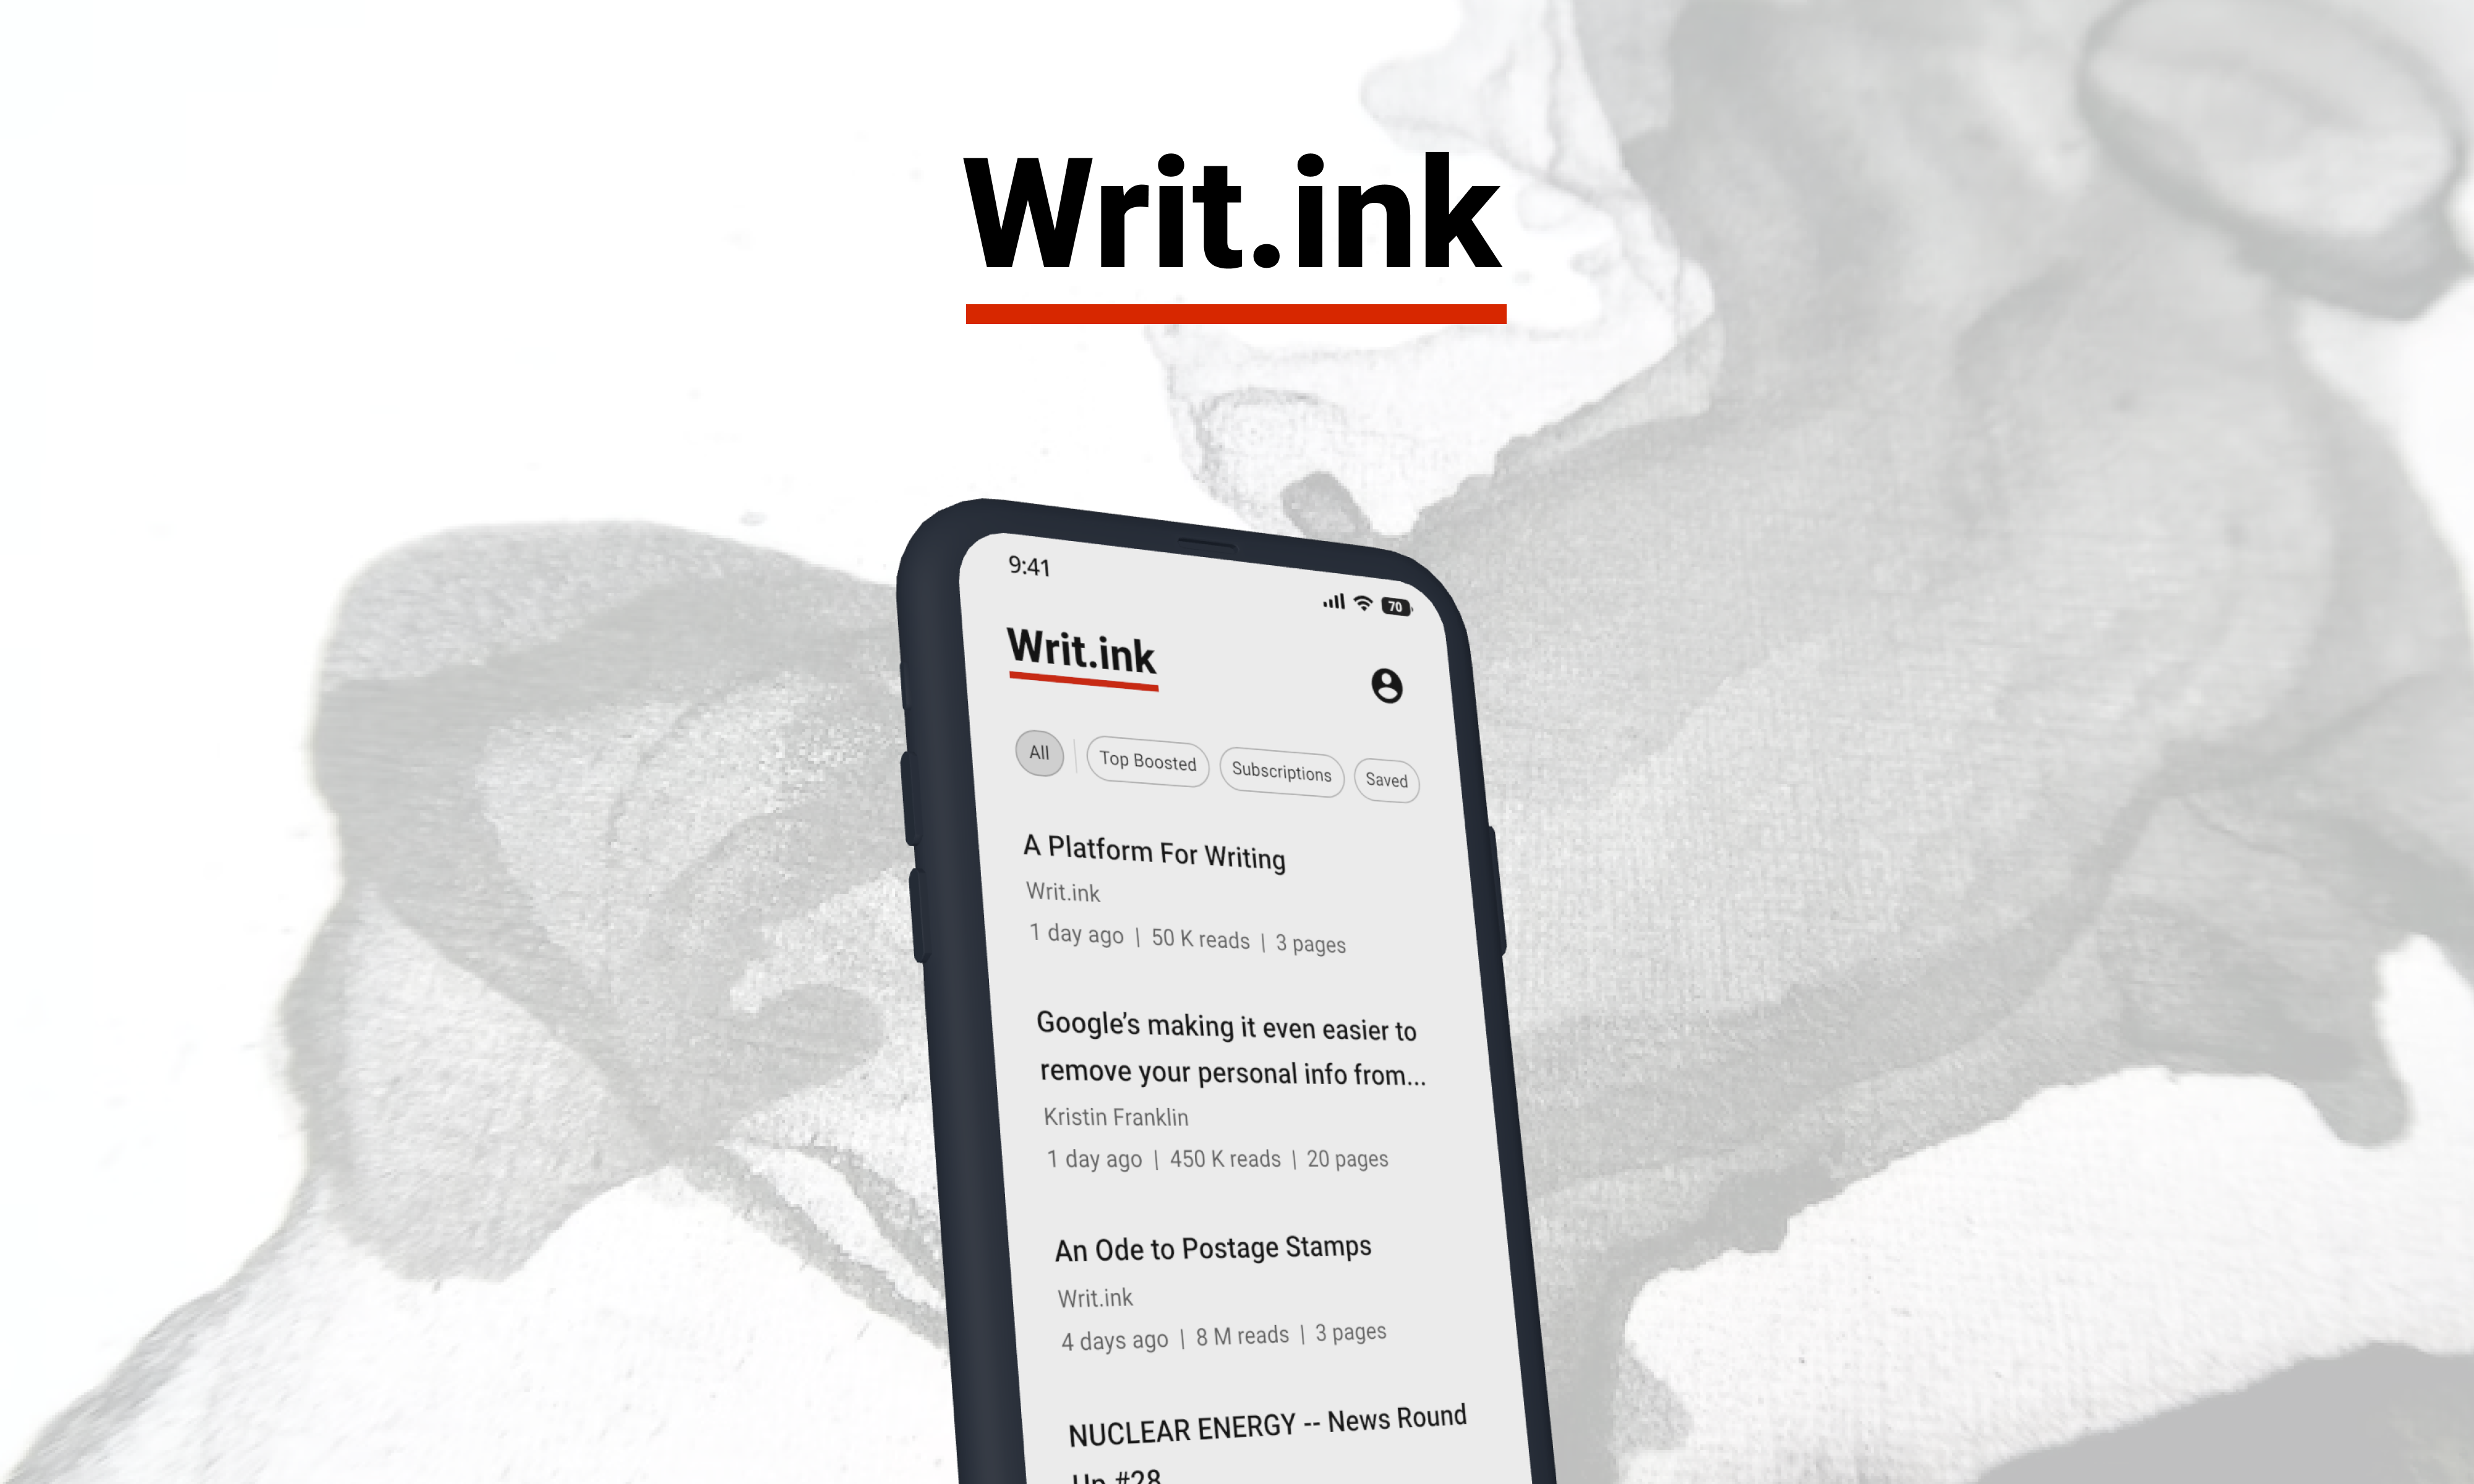 Writ.ink
9:41
70
Writ.ink
All
Top Boosted
Subscriptions
Saved
A Platform For Writing
Writ.ink
1 day ago | 50 K reads | 3 pages
Google’s making it even easier to
remove your personal info from...
Kristin Franklin
1 day ago | 450 K reads | 20 pages
An Ode to Postage Stamps
Writ.ink
4 days ago | 8 M reads | 3 pages
NUCLEAR ENERGY -- News Round
Up #28